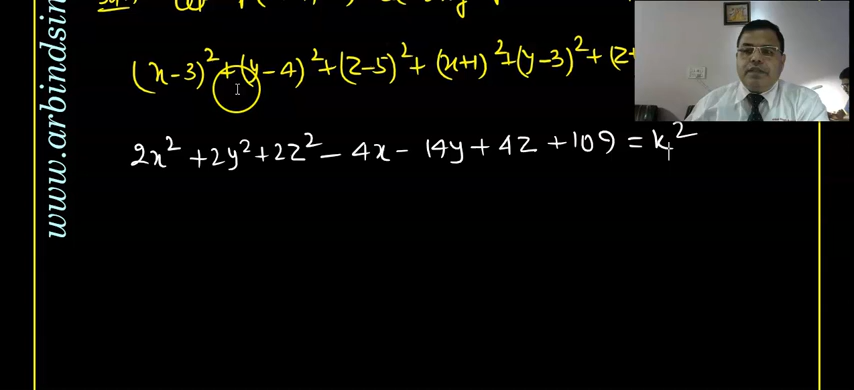 (x-3)² + (y-4)² + (z-5)² + (x+1)² + (y-3)² + (z+
2x² + 2y² + 2z² - 4x - 14y + 4z + 109 = k²
www.arbindsin